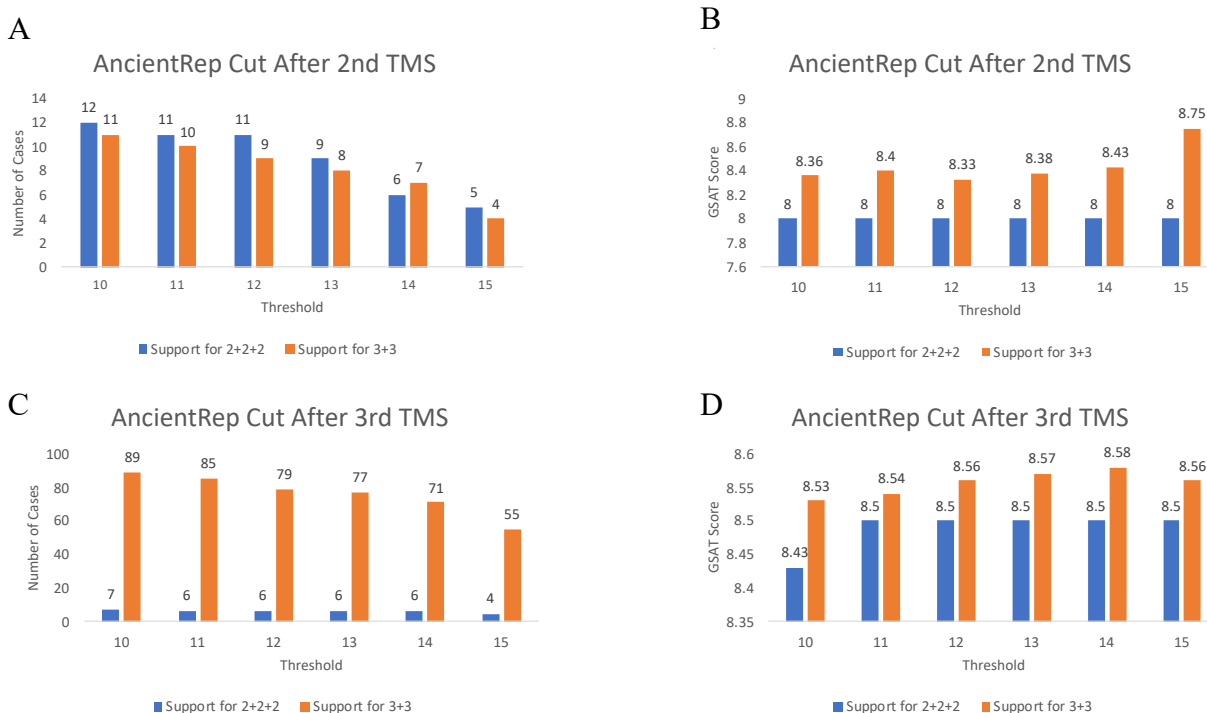 A
AncientRep Cut After 2nd TMS
Number of Cases
14
12
10
8
6
4
2
0
12 11 11 10 11 9 9 8 6 7 5 4
10 11 12 13 14 15
Threshold
Support for 2+2+2 Support for 3+3
B
AncientRep Cut After 2nd TMS
GSAT Score
9
8.8
8.6
8.4
8.2
8
7.8
7.6
8 8.36 8 8.4 8 8.33 8 8.38 8 8.43 8 8.75
10 11 12 13 14 15
Threshold
Support for 2+2+2 Support for 3+3
C
AncientRep Cut After 3rd TMS
Number of Cases
100
80
60
40
20
0
7 89 6 85 6 79 6 77 6 71 4 55
10 11 12 13 14 15
Threshold
Support for 2+2+2 Support for 3+3
D
AncientRep Cut After 3rd TMS
GSAT Score
8.6
8.55
8.5
8.45
8.4
8.35
8.43 8.53 8.5 8.54 8.5 8.56 8.5 8.57 8.5 8.58 8.5 8.56
10 11 12 13 14 15
Threshold
Support for 2+2+2 Support for 3+3